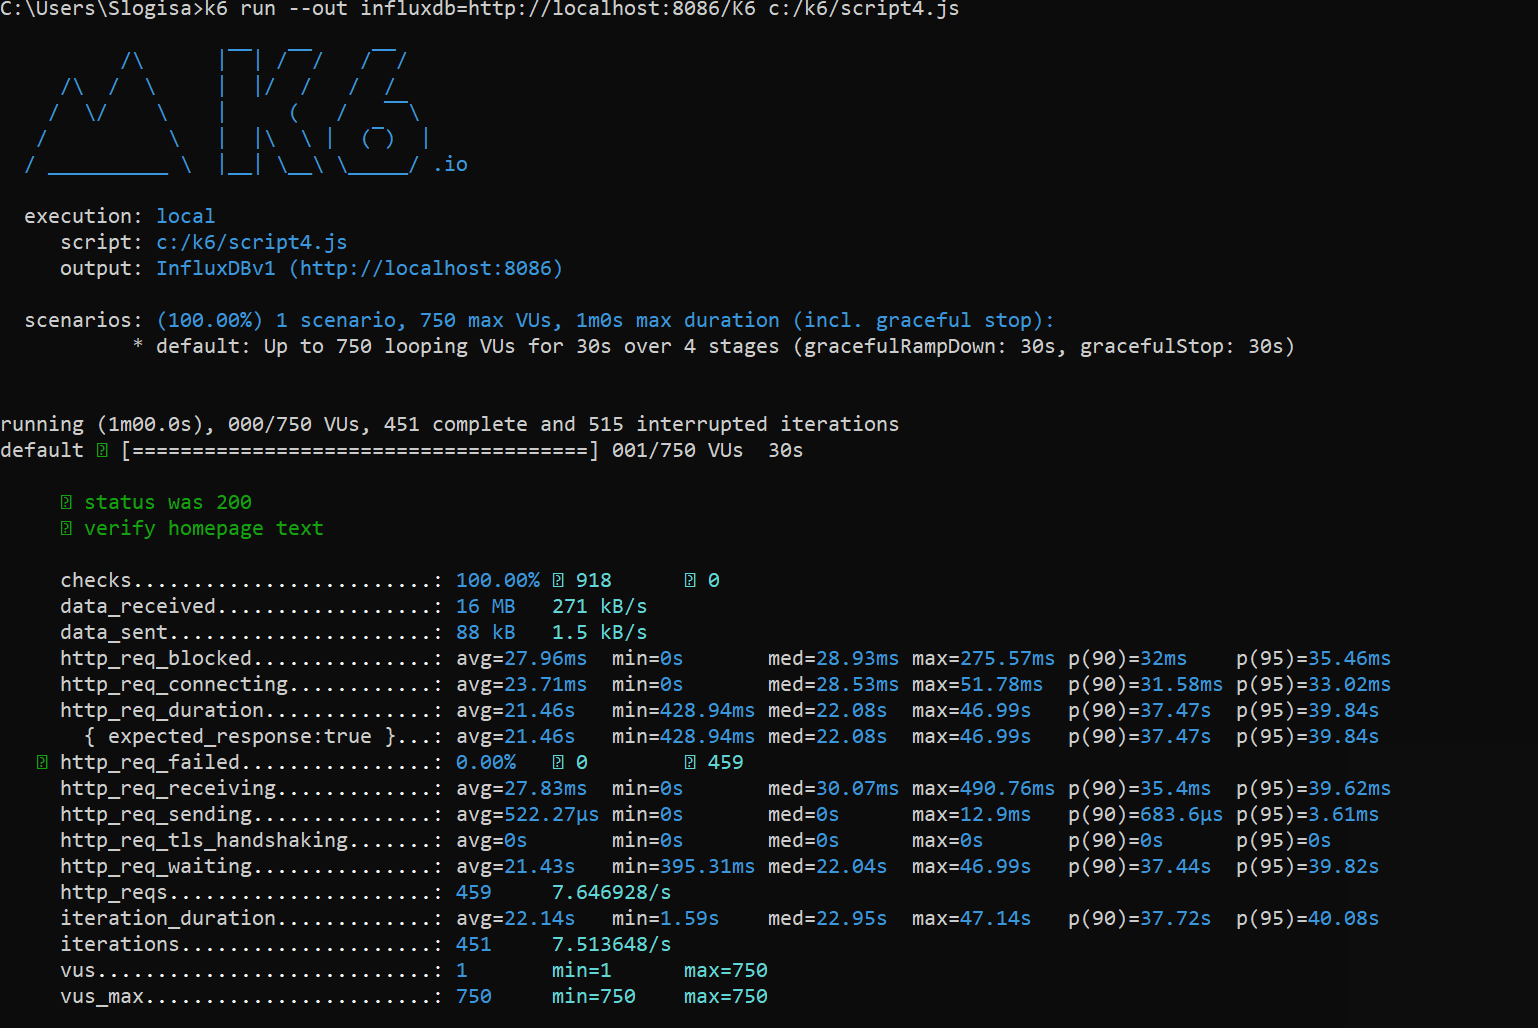 C:\Users\Slogisa>k6 run --out influxdb=http://localhost:8086/K6 c:/k6/script4.js
.io
execution: local
script: c:/k6/script4.js
output: InfluxDBv1 (http://localhost:8086)
scenarios: (100.00%) 1 scenario, 750 max VUs, 1m0s max duration (incl. graceful stop):
* default: Up to 750 looping VUs for 30s over 4 stages (gracefulRampDown: 30s, gracefulStop: 30s)
running (1m00.0s), 000/750 VUs, 451 complete and 515 interrupted iterations
default ⍰ [======================================] 001/750 VUs  30s
⍰ status was 200
⍰ verify homepage text
checks.........................: 100.00% ⍰ 918      ⍰ 0
data_received..................: 16 MB   271 kB/s
data_sent......................: 88 kB   1.5 kB/s
http_req_blocked...............: avg=27.96ms  min=0s       med=28.93ms max=275.57ms p(90)=32ms    p(95)=35.46ms
http_req_connecting............: avg=23.71ms  min=0s       med=28.53ms max=51.78ms  p(90)=31.58ms p(95)=33.02ms
http_req_duration..............: avg=21.46s   min=428.94ms med=22.08s  max=46.99s   p(90)=37.47s  p(95)=39.84s
{ expected_response:true }...: avg=21.46s   min=428.94ms med=22.08s  max=46.99s   p(90)=37.47s  p(95)=39.84s
⍰ http_req_failed................: 0.00%   ⍰ 0        ⍰ 459
http_req_receiving.............: avg=27.83ms  min=0s       med=30.07ms max=490.76ms p(90)=35.4ms  p(95)=39.62ms
http_req_sending...............: avg=522.27µs min=0s       med=0s      max=12.9ms   p(90)=683.6µs p(95)=3.61ms
http_req_tls_handshaking.......: avg=0s       min=0s       med=0s      max=0s       p(90)=0s      p(95)=0s
http_req_waiting...............: avg=21.43s   min=395.31ms med=22.04s  max=46.99s   p(90)=37.44s  p(95)=39.82s
http_reqs......................: 459     7.646928/s
iteration_duration.............: avg=22.14s   min=1.59s    med=22.95s  max=47.14s   p(90)=37.72s  p(95)=40.08s
iterations.....................: 451     7.513648/s
vus............................: 1       min=1      max=750
vus_max........................: 750     min=750    max=750